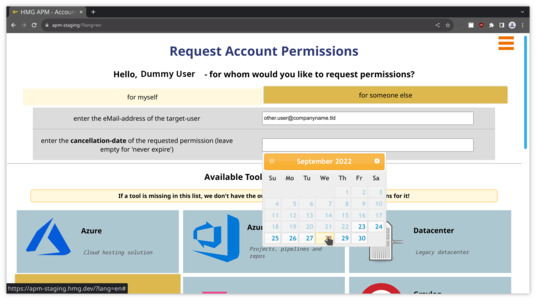 HMG APM - Accoun
apm-staging/?lang=en
Request Account Permissions
Hello, Dummy User - for whom would you like to request permissions?
for myself
for someone else
enter the eMail-address of the target-user
other.user@companyname.tld
enter the cancellation-date of the requested permission (leave
empty for 'never expire')
September 2022
Su Mo Tu We Th Fr Sa
1 2 3
4 5 6 7 8 9 10
11 12 13 14 15 16 17
18 19 20 21 22 23 24
25 26 27 28 29 30
Available Tool
If a tool is missing in this list, we don't have the
ns for it!
Azure
Cloud hosting solution
Azu
Projects, pipelines and
repos
Datacenter
Legacy datacenter
https://apm-staging.hmg.dev/?lang=en#